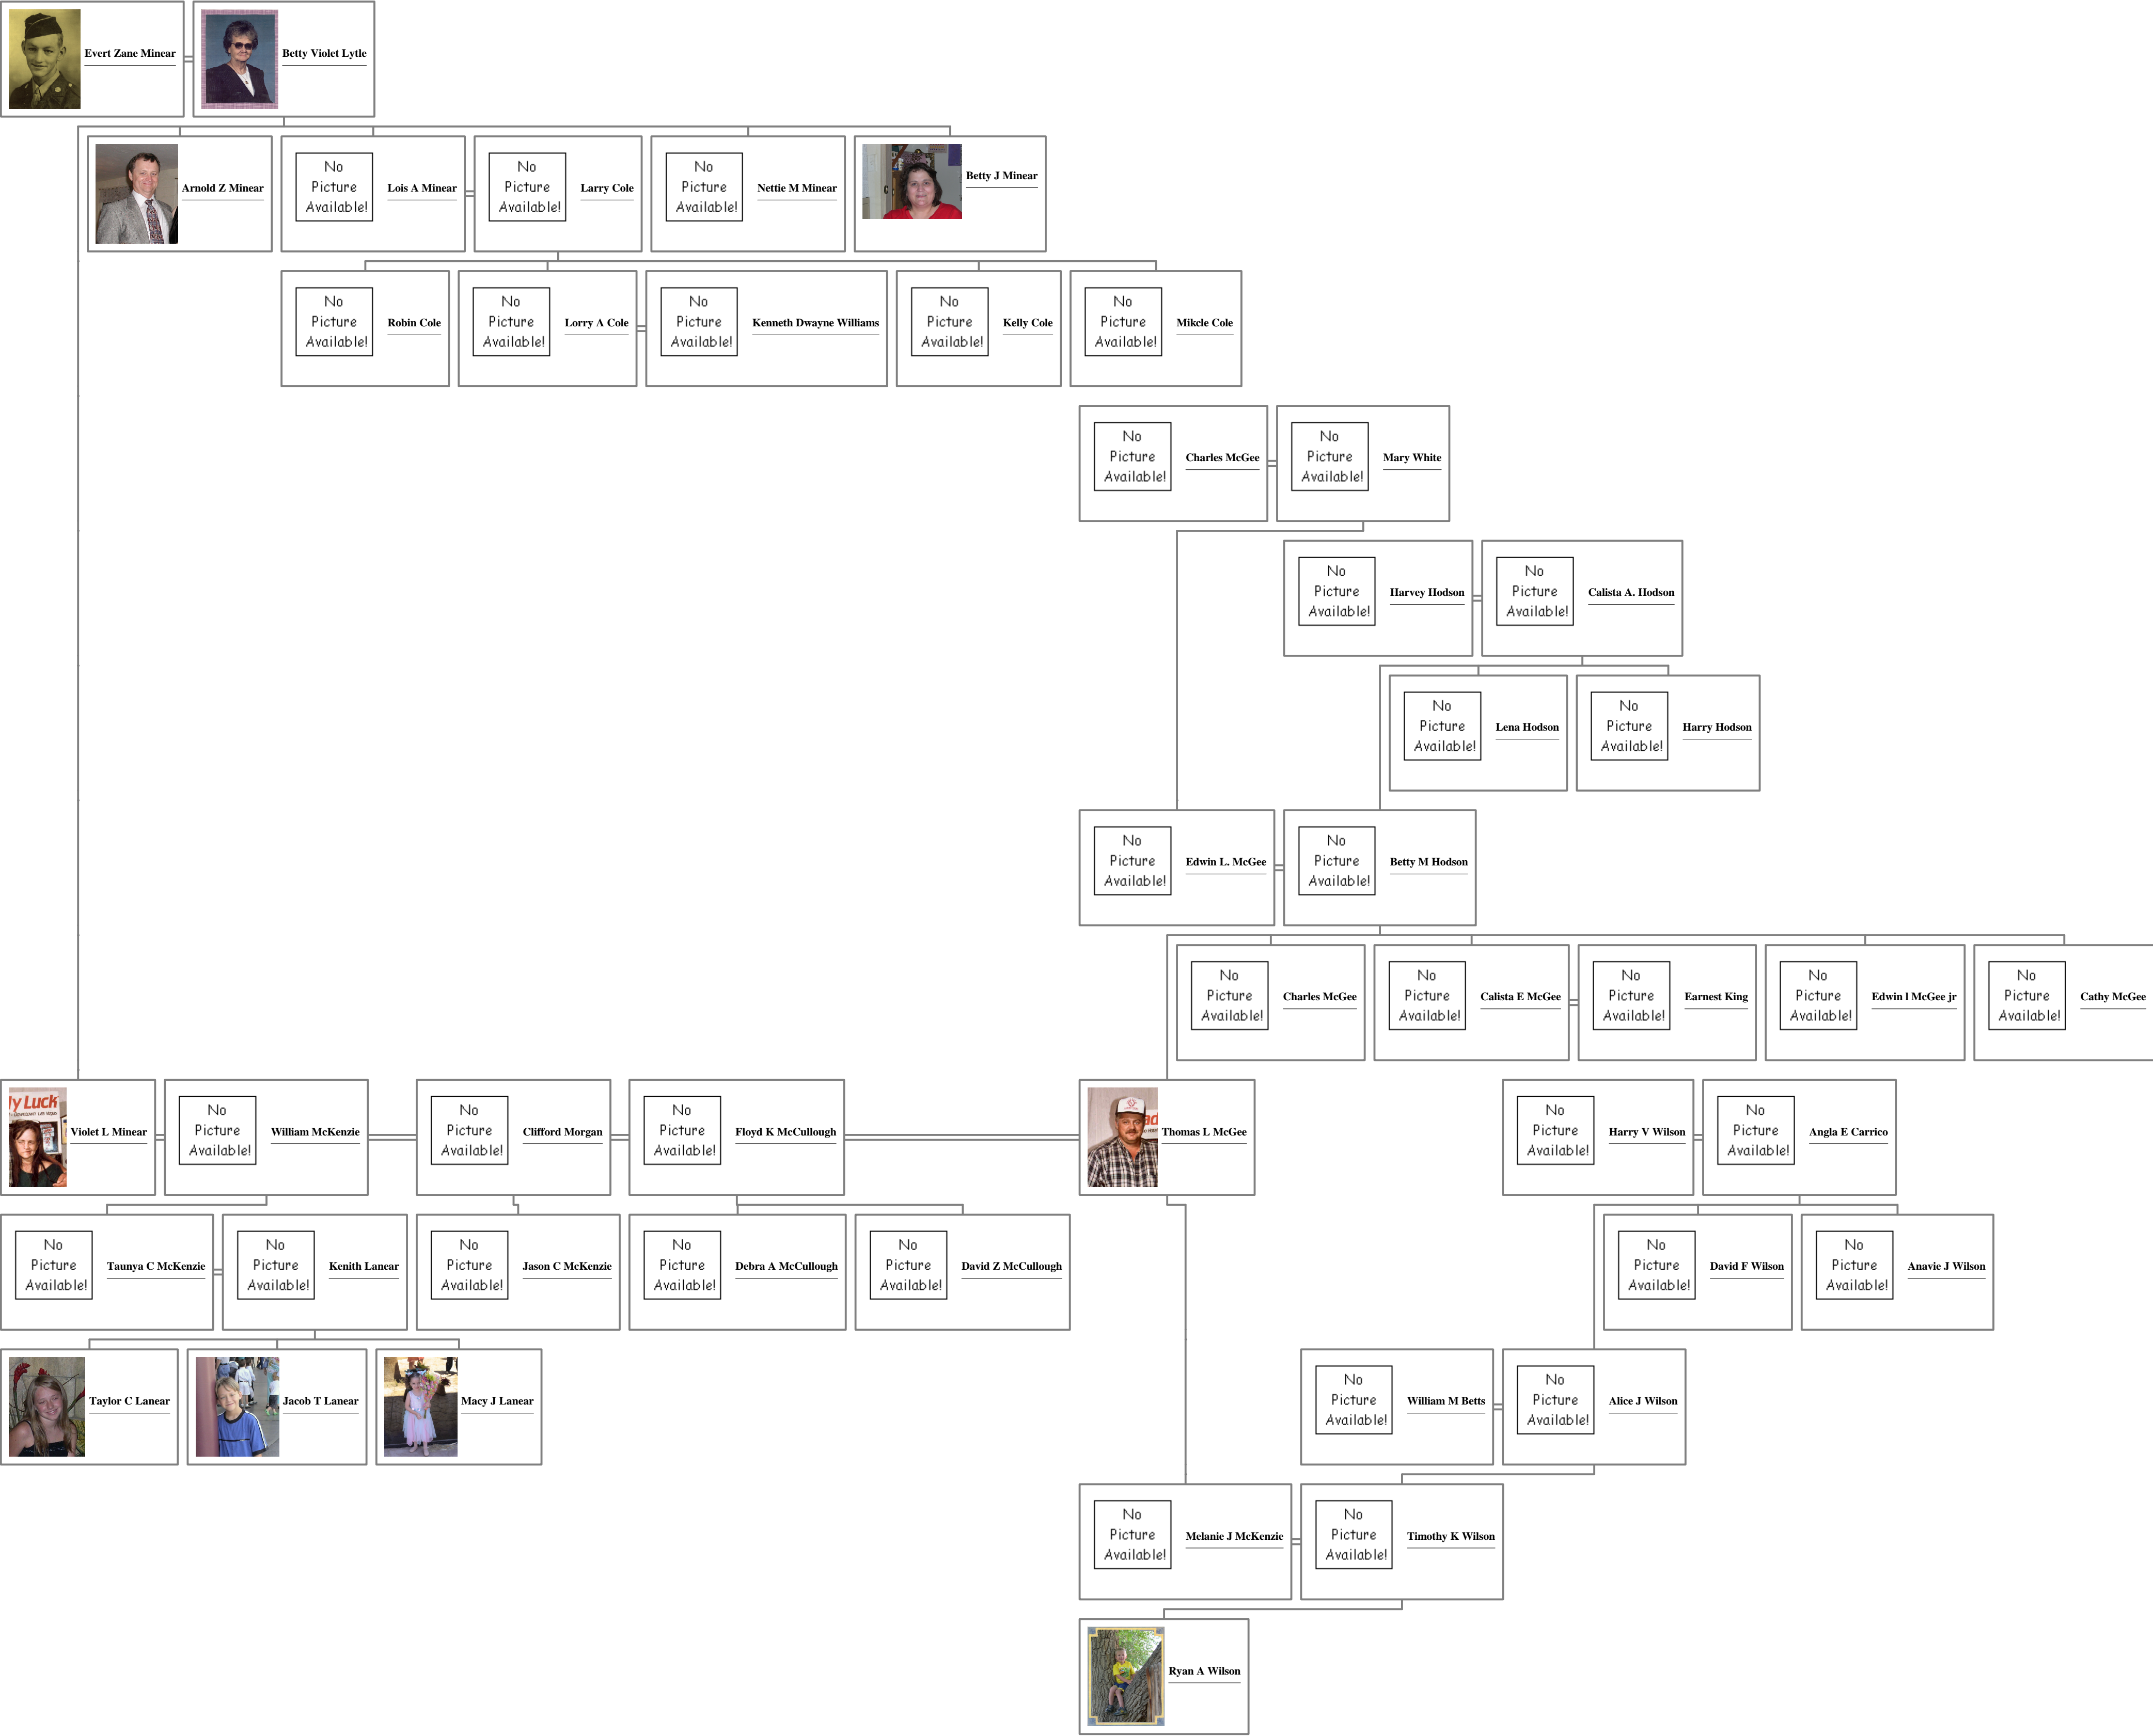 Evert Zane Minear
Betty Violet Lytle
Arnold Z Minear
No
Picture
Available!
Lois A Minear
No
Picture
Available!
Larry Cole
No
Picture
Available!
Nettie M Minear
Betty J Minear
No
Picture
Available!
Robin Cole
No
Picture
Available!
Lorry A Cole
No
Picture
Available!
Kenneth Dwayne Williams
No
Picture
Available!
Kelly Cole
No
Picture
Available!
Mikcle Cole
No
Picture
Available!
Charles McGee
No
Picture
Available!
Mary White
No
Picture
Available!
Harvey Hodson
No
Picture
Available!
Calista A. Hodson
No
Picture
Available!
Lena Hodson
No
Picture
Available!
Harry Hodson
No
Picture
Available!
Edwin L. McGee
No
Picture
Available!
Betty M Hodson
No
Picture
Available!
Charles McGee
No
Picture
Available!
Calista E McGee
No
Picture
Available!
Earnest King
No
Picture
Available!
Edwin l McGee jr
No
Picture
Available!
Cathy McGee
ly Luck
Violet L Minear
No
Picture
Available!
William McKenzie
No
Picture
Available!
Clifford Morgan
No
Picture
Available!
Floyd K McCullough
Thomas L McGee
No
Picture
Available!
Harry V Wilson
No
Picture
Available!
Angla E Carrico
No
Picture
Available!
Taunya C McKenzie
No
Picture
Available!
Kenith Lanear
No
Picture
Available!
Jason C McKenzie
No
Picture
Available!
Debra A McCullough
No
Picture
Available!
David Z McCullough
No
Picture
Available!
David F Wilson
No
Picture
Available!
Anavie J Wilson
Taylor C Lanear
Jacob T Lanear
Macy J Lanear
No
Picture
Available!
William M Betts
No
Picture
Available!
Alice J Wilson
No
Picture
Available!
Melanie J McKenzie
No
Picture
Available!
Timothy K Wilson
Ryan A Wilson